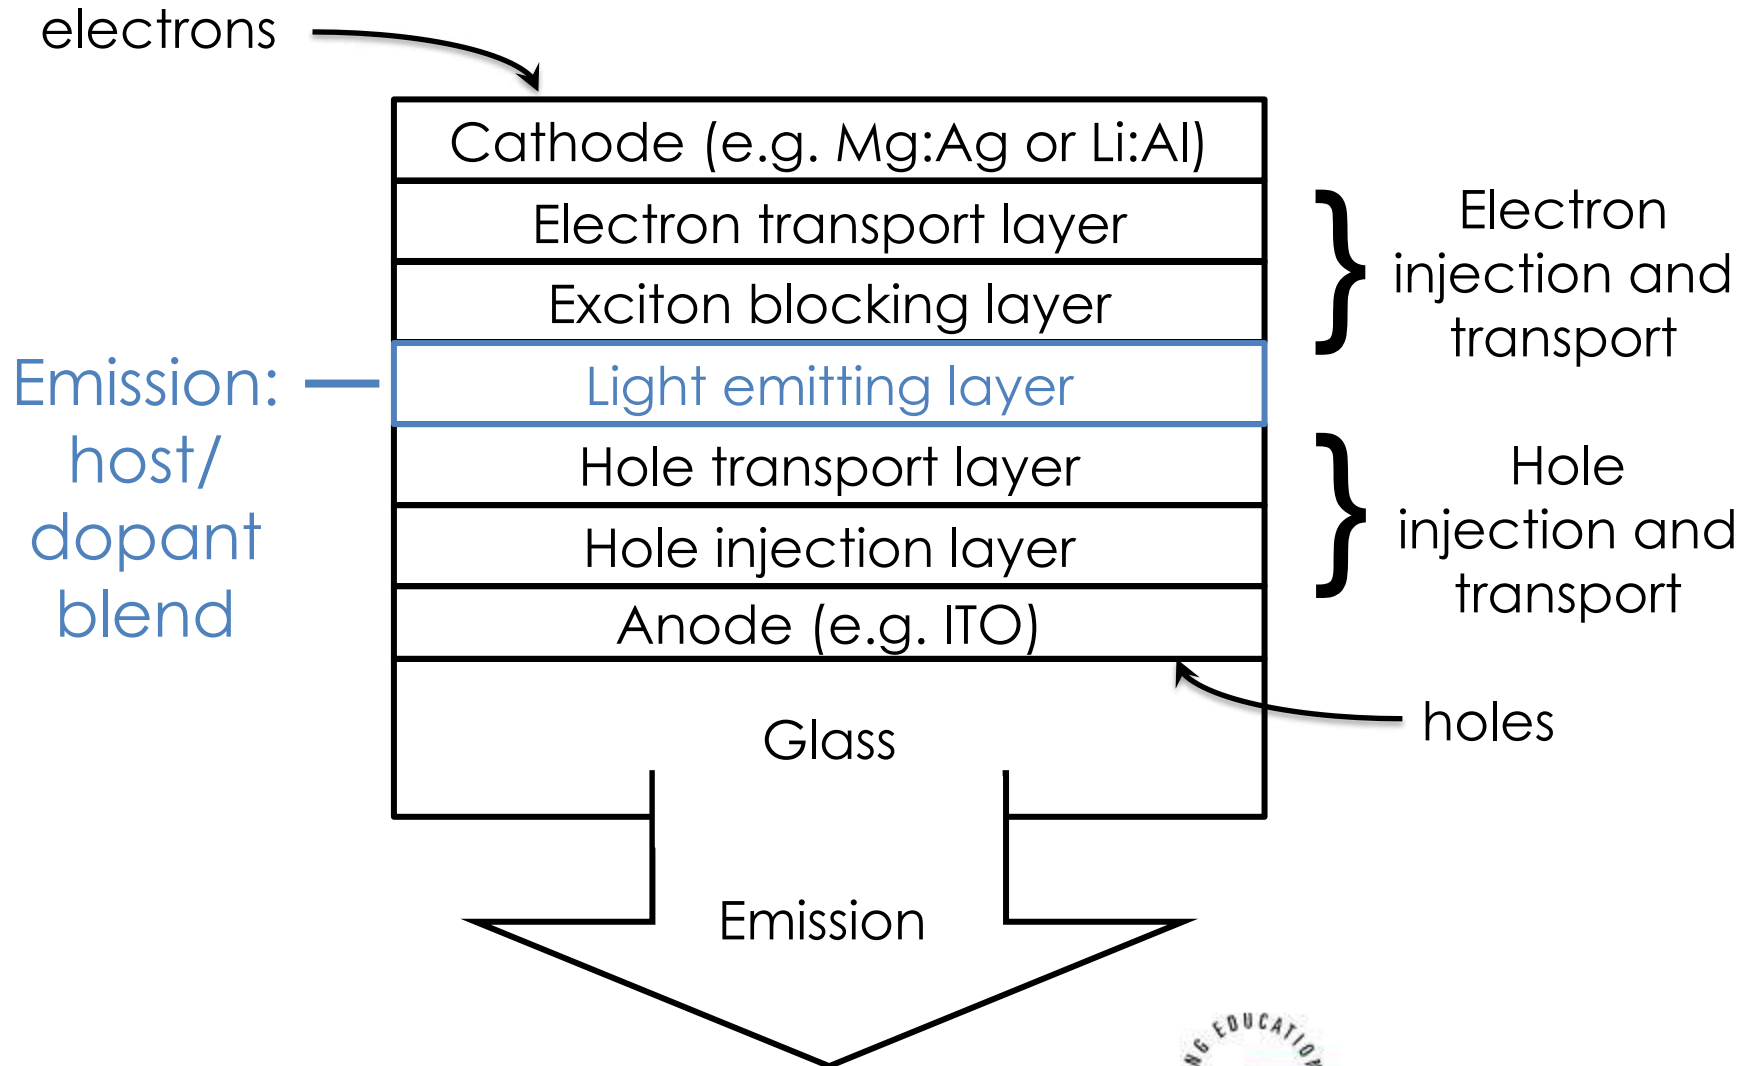 electrons
Cathode (e.g. Mg:Ag or Li:Al)
Electron transport layer
Exciton blocking layer
Light emitting layer
Hole transport layer
Hole injection layer
Anode (e.g. ITO)
Glass
Emission
Emission:
host/
dopant
blend
Electron
injection and
transport
Hole
injection and
transport
holes
EDUCATION